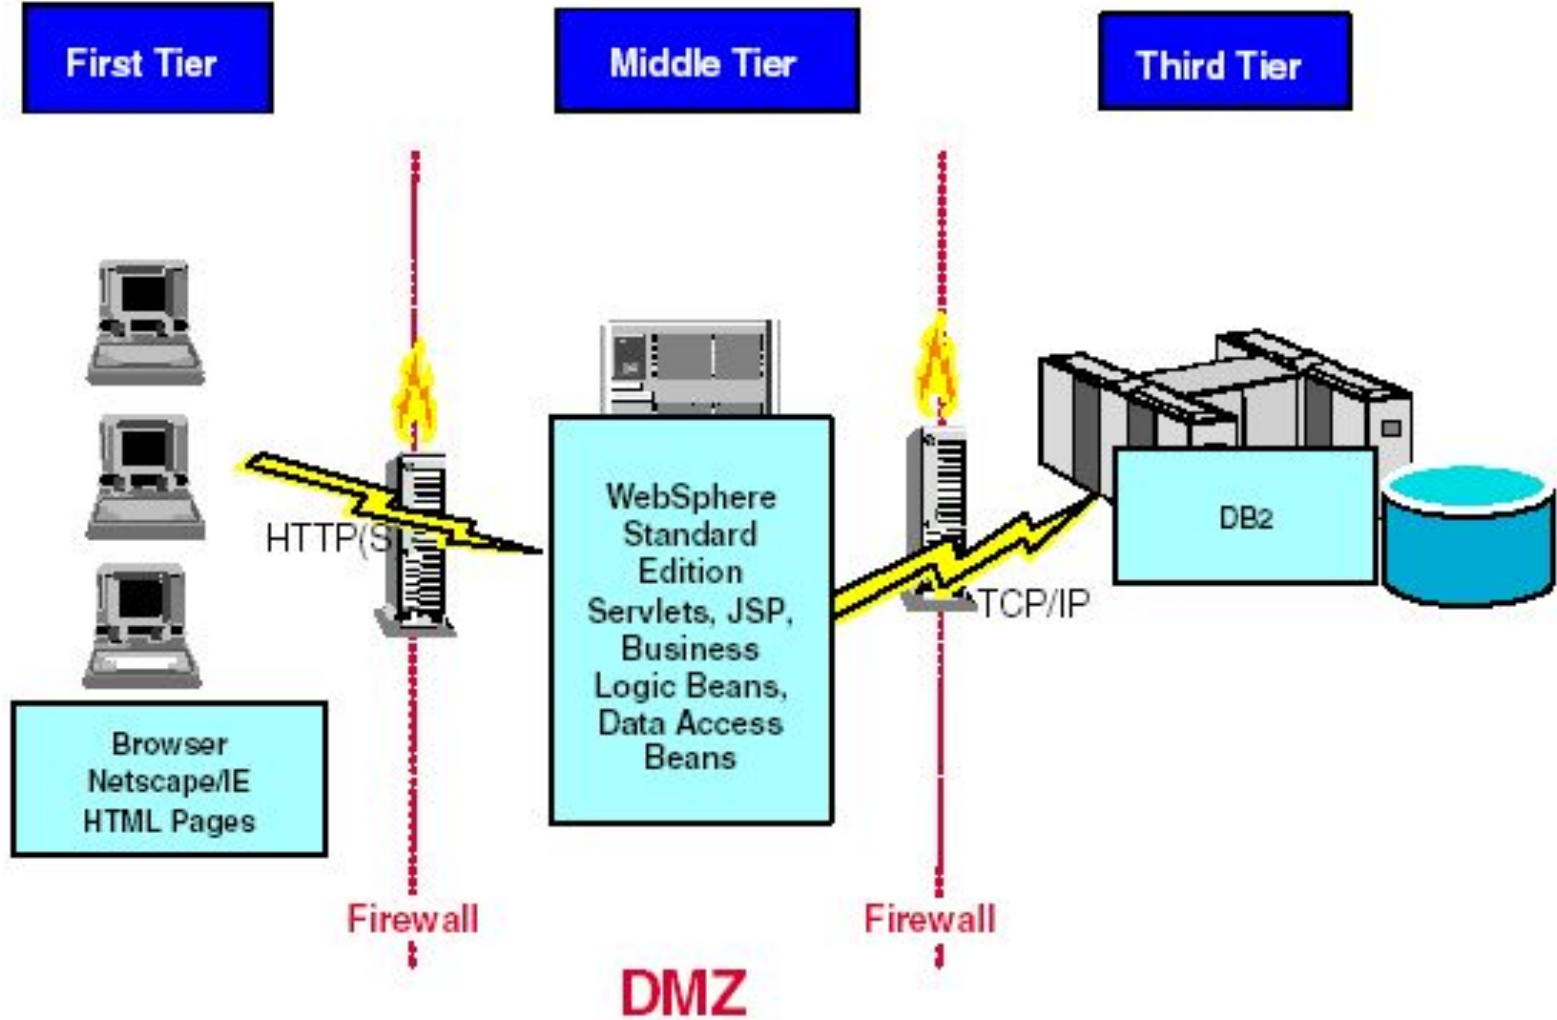 First Tier
Middle Tier
Third Tier
HTTP(S
WebSphere
Standard
Edition
Servlets, JSP,
Business
Logic Beans,
Data Access
Beans
DB2
TCP/IP
Browser
Netscape/IE
HTML Pages
Firewall
Firewall
DMZ